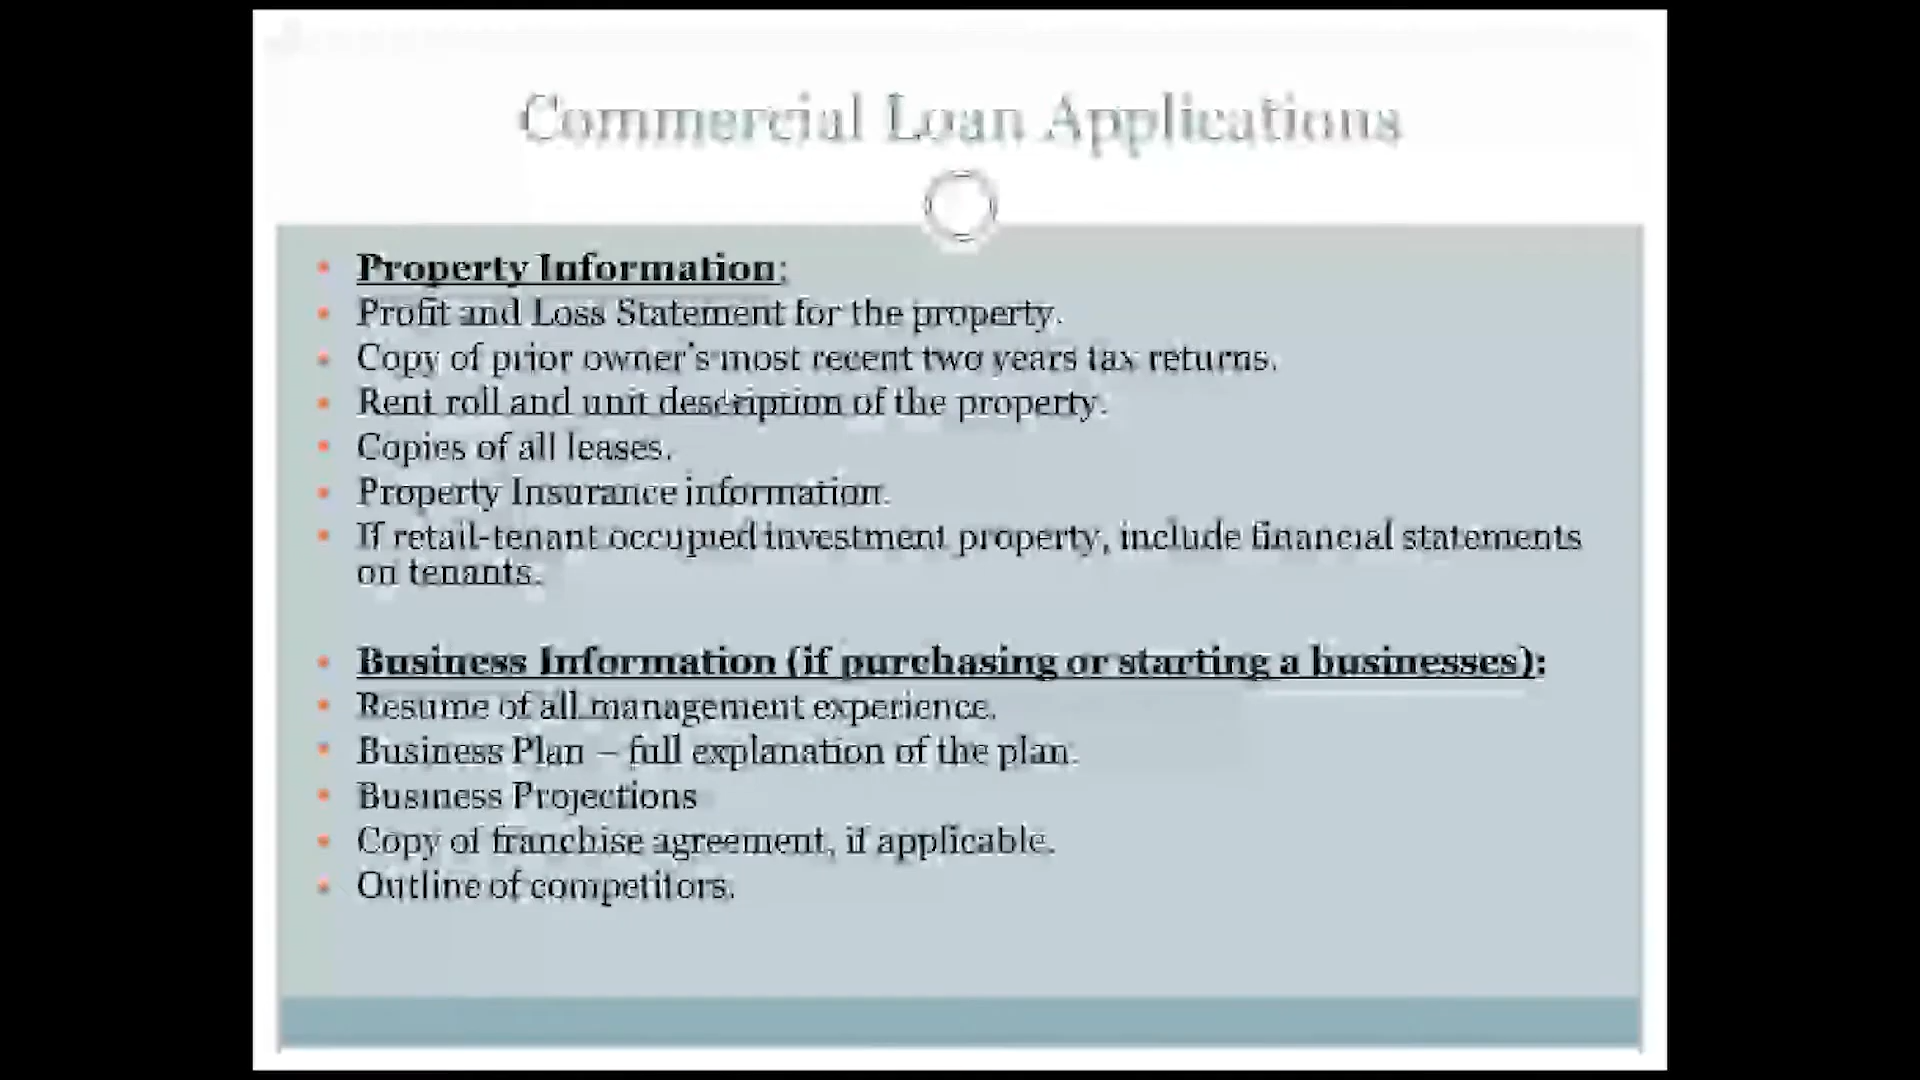 Commercial Loan Applications
• Property Information:
• Profit and Loss Statement for the property.
• Copy of prior owner's most recent two years tax returns.
• Rent roll and unit description of the property.
• Copies of all leases.
• Property Insurance information.
• If retail-tenant occupied investment property, include financial statements
on tenants.
• Business Information (if purchasing or starting a businesses):
• Resume of all management experience.
• Business Plan – full explanation of the plan.
• Business Projections
• Copy of franchise agreement, if applicable.
• Outline of competitors.